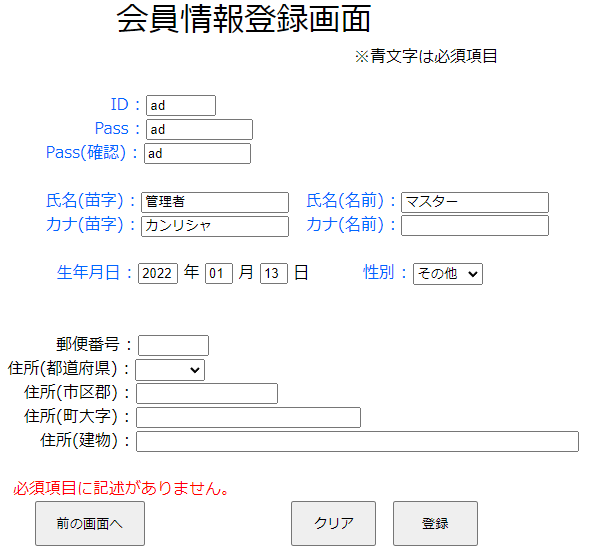 会員情報登録画面
※青文字は必須項目
ID : ad
Pass : ad
Pass(確認) : ad
氏名(苗字) : 管理者 氏名(名前) : マスター
カナ(苗字) : カンリシャ カナ(名前) :
生年月日 : 2022 年 01 月 13 日 性別 : その他
郵便番号 :
住所(都道府県) :
住所(市区郡) :
住所(町大字) :
住所(建物) :
必須項目に記述がありません。
前の画面へ クリア 登録